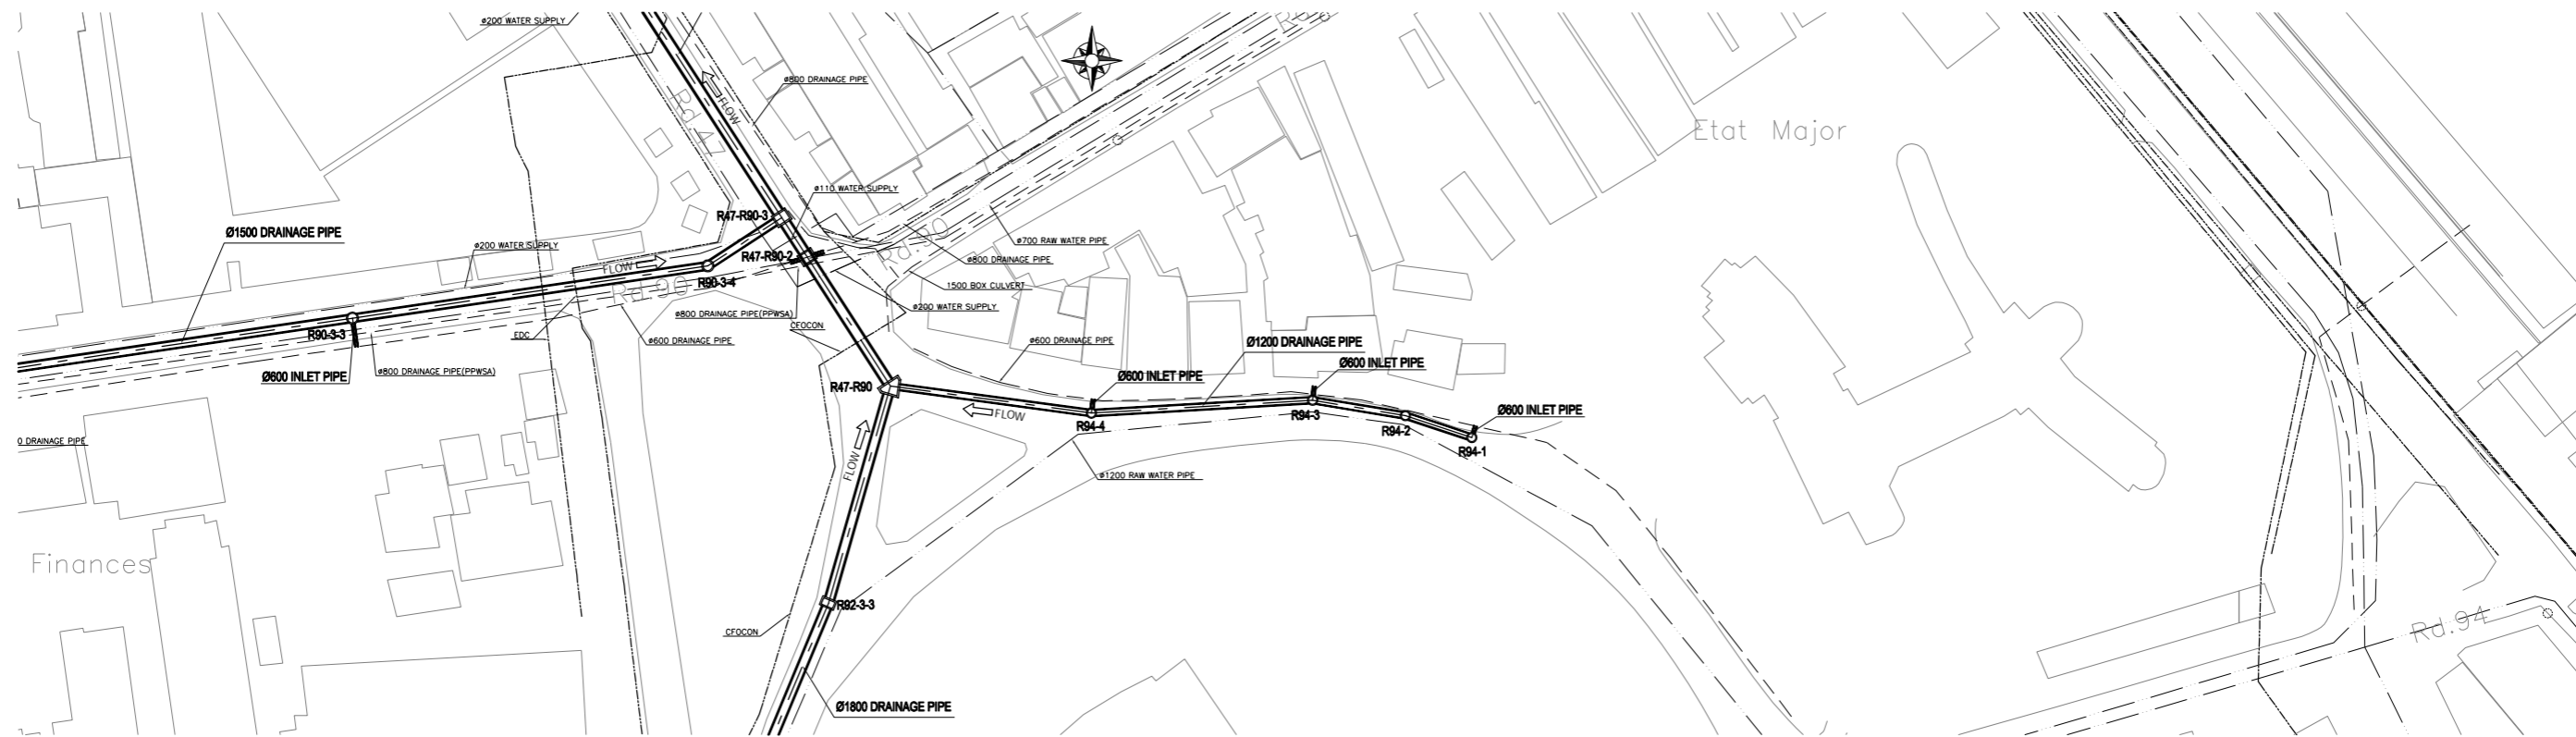 ø200 WATER SUPPLY
ø800 DRAINAGE PIPE
FLOW
Etat Major
ø110 WATER SUPPLY
R47-R90-3
Ø1500 DRAINAGE PIPE
ø200 WATER SUPPLY
Rd.90
ø700 RAW WATER PIPE
R47-R90-2
ø800 DRAINAGE PIPE
FLOW
R90-3-4
1500 BOX CULVERT
Rd.90
ø200 WATER SUPPLY
ø800 DRAINAGE PIPE(PPWSA)
CFOCON
R90-3-3
EDC
ø600 DRAINAGE PIPE
ø600 DRAINAGE PIPE
Ø1200 DRAINAGE PIPE
Ø600 INLET PIPE
ø800 DRAINAGE PIPE(PPWSA)
Ø600 INLET PIPE
Ø600 INLET PIPE
R47-R90
FLOW
R94-4
R94-3
R94-2
Ø600 INLET PIPE
R94-1
0 DRAINAGE PIPE
FLOW
ø1200 RAW WATER PIPE
Finances
R92-3-3
CFOCON
Rd.94
Ø1800 DRAINAGE PIPE